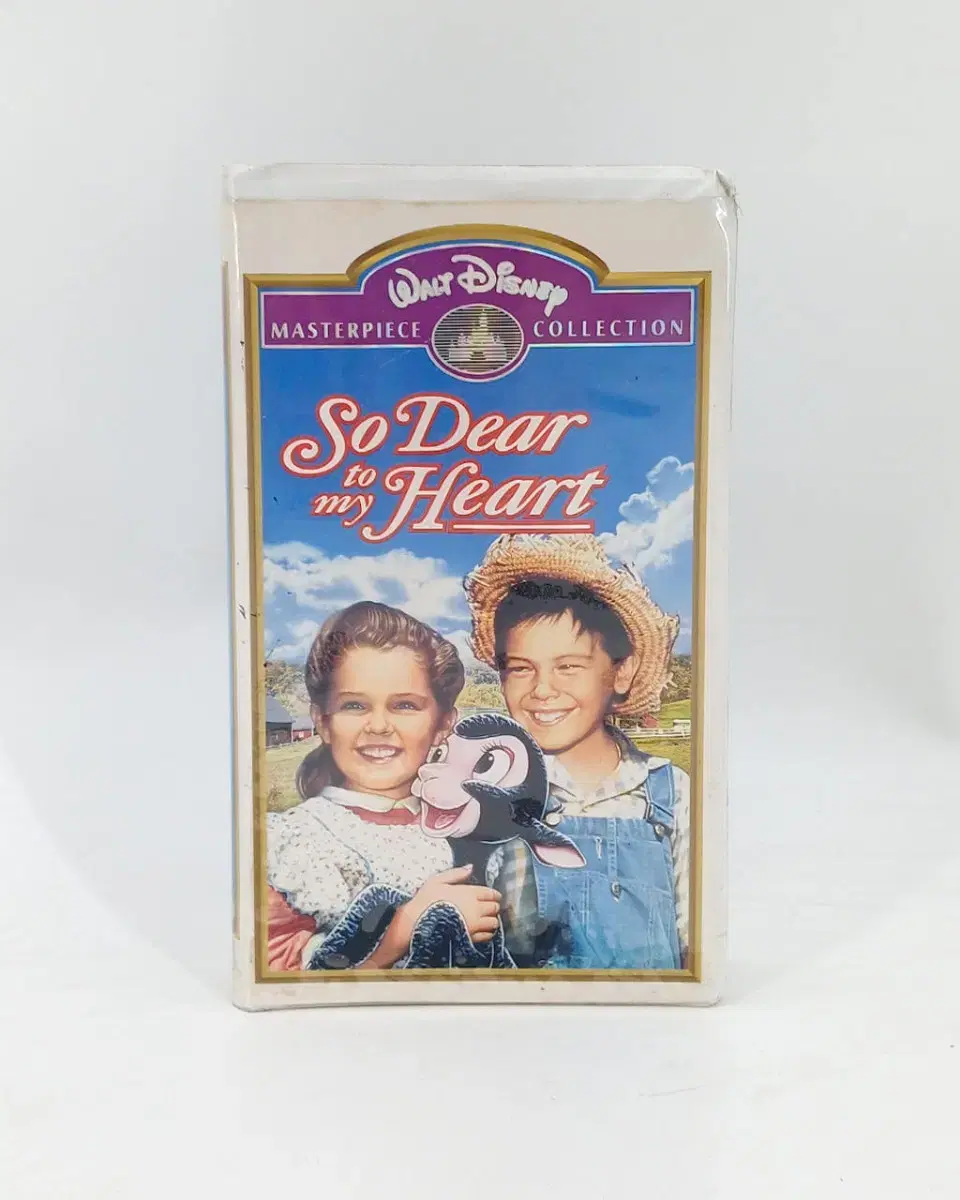 Walt Disney
MASTERPIECE COLLECTION
So Dear
to
my Heart